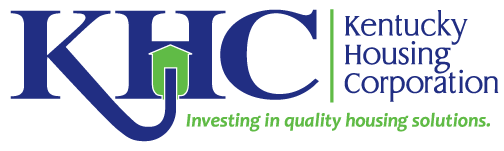 KHC
Kentucky
Housing
Corporation
Investing in quality housing solutions.